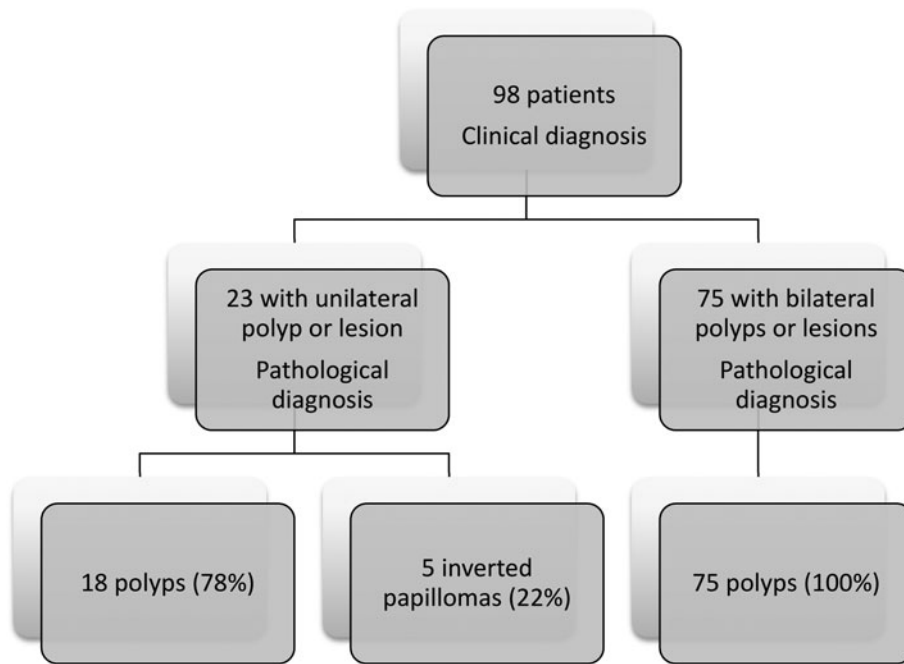 98 patients
Clinical diagnosis
23 with unilateral
polyp or lesion
Pathological
diagnosis
75 with bilateral
polyps or lesions
Pathological
diagnosis
18 polyps (78%)
5 inverted
papillomas (22%)
75 polyps (100%)